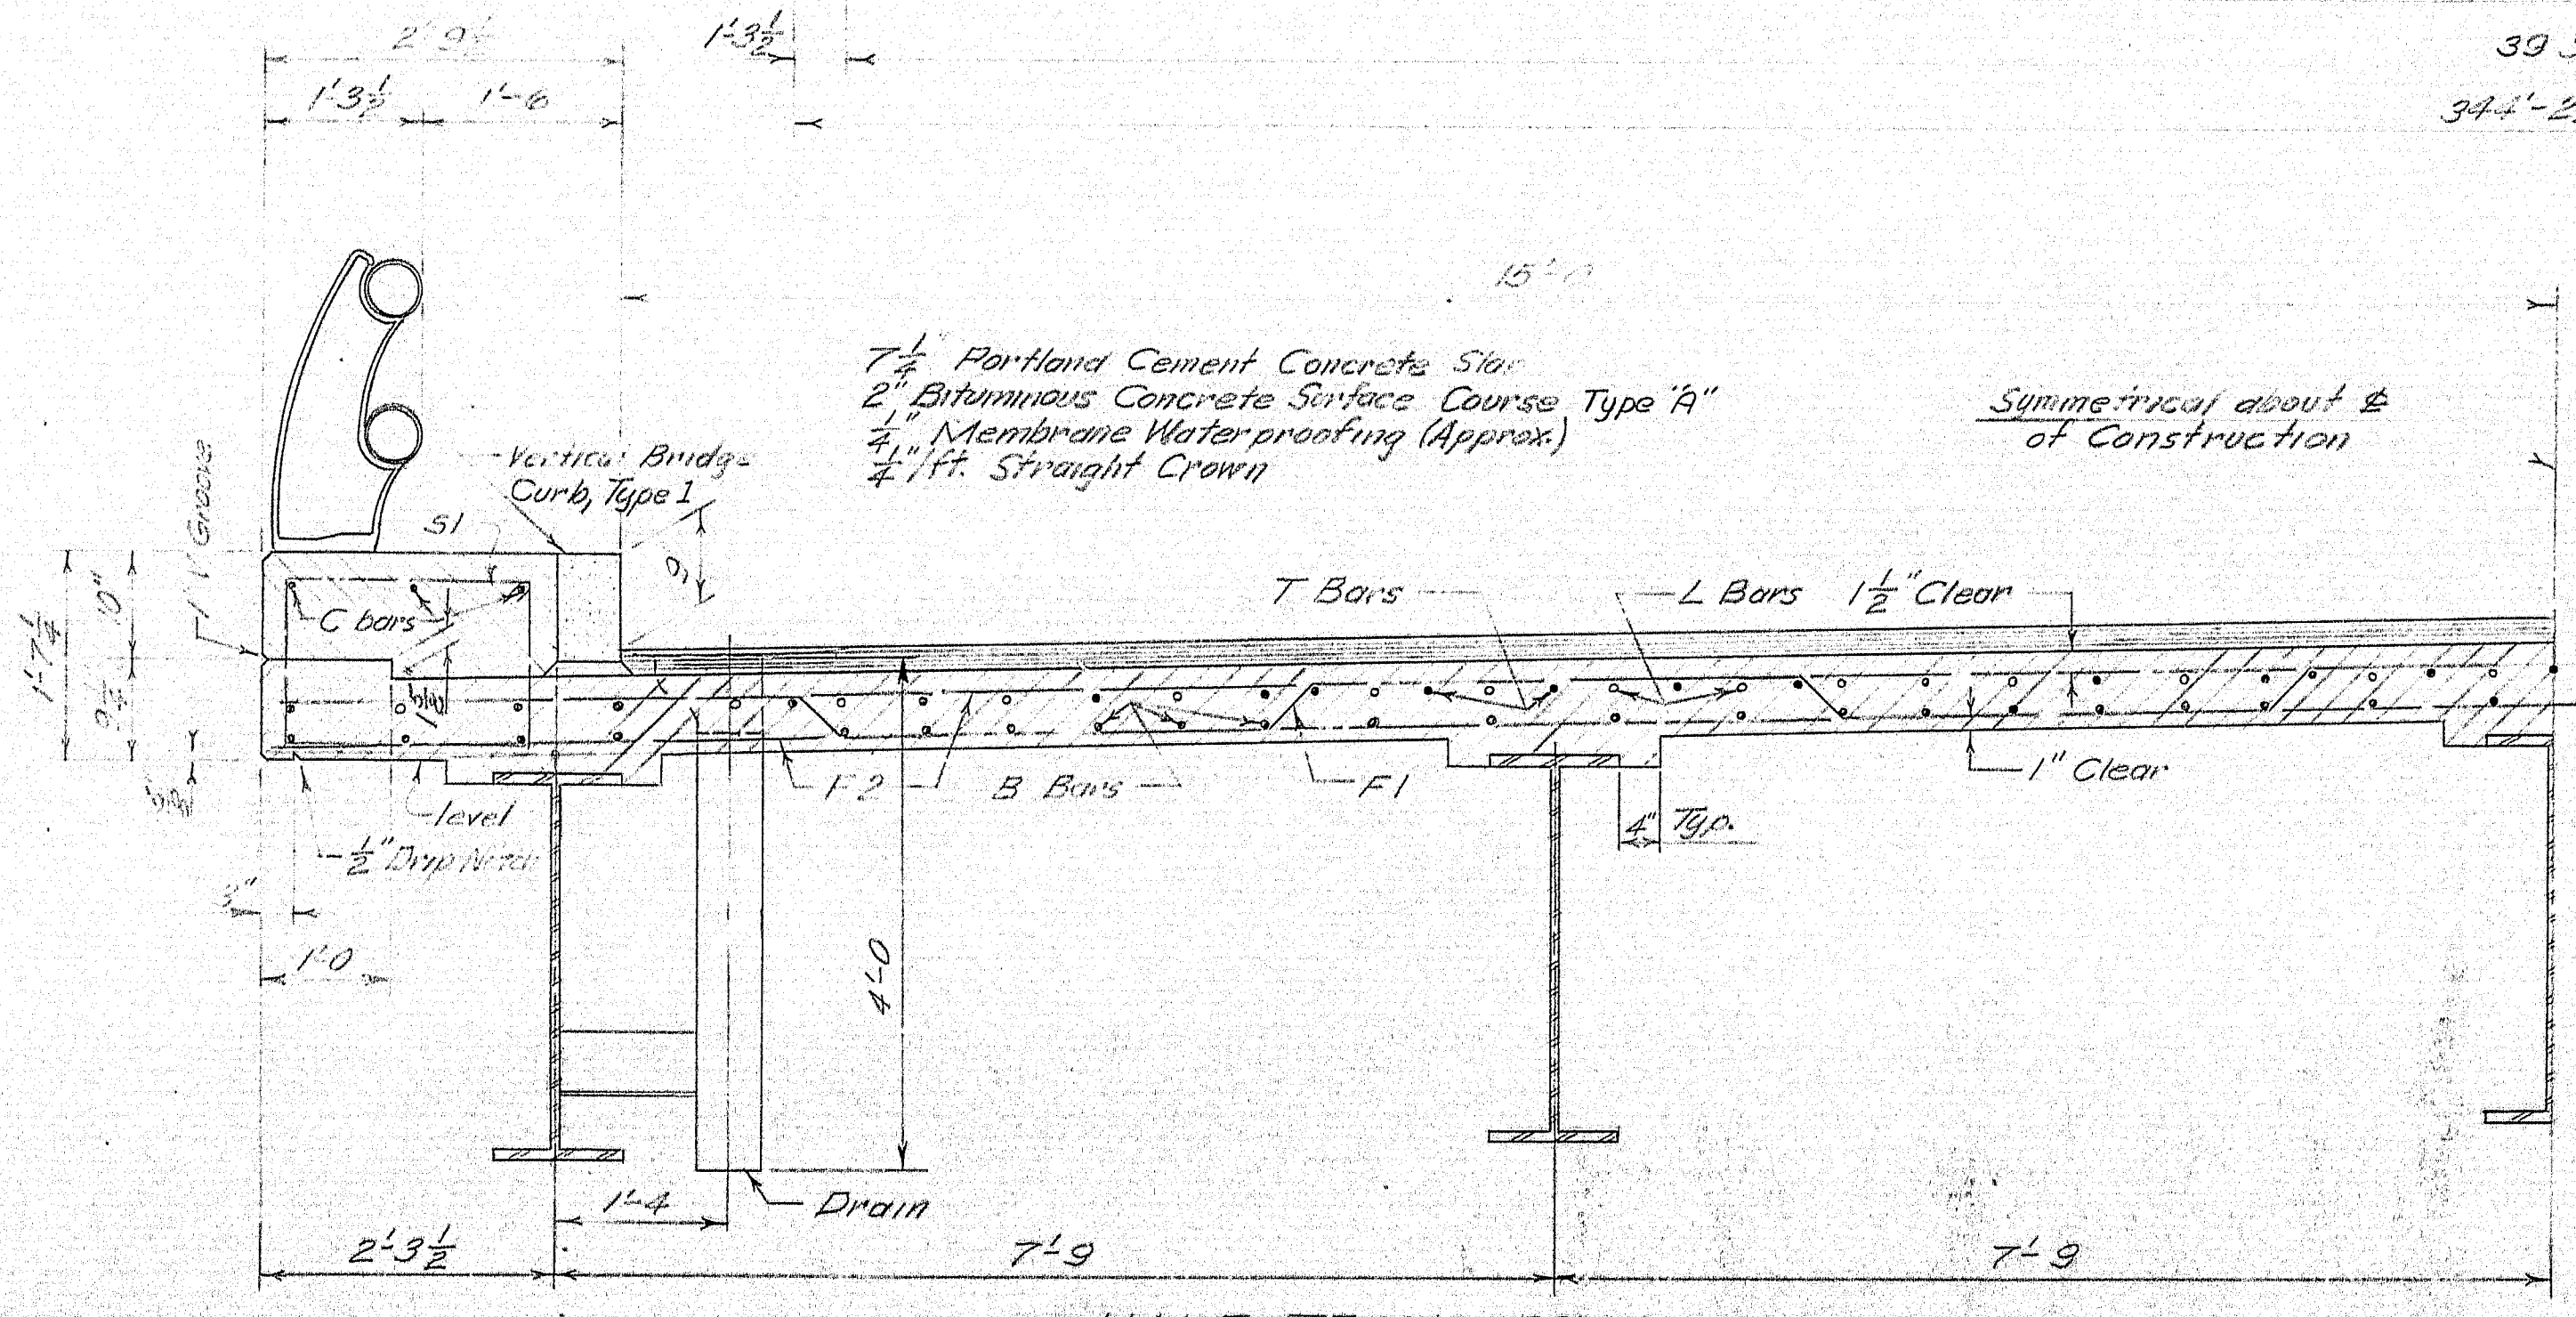 2' 9½
1'-3½
39
1'-3½
1'-6
344'-2
15'-0
7¼" Portland Cement Concrete
2" Bituminous Concrete Surface Course Type "A"
¼" Membrane Waterproofing (Approx.)
¼"/ft. Straight Crown
Symmetrical about ℄
of Construction
Vertical Bridge
Curb, Type 1
1" V Groove
S1
9
T Bars
L Bars
1½" Clear
C bars
10"
1'-7¼
9¼
F2
B Bars
F1
1" Clear
level
4" Typ.
½" Drip Notch
3"
1'-0
4'-0
1'-4
Drain
2'-3½
7'-9
7'-9